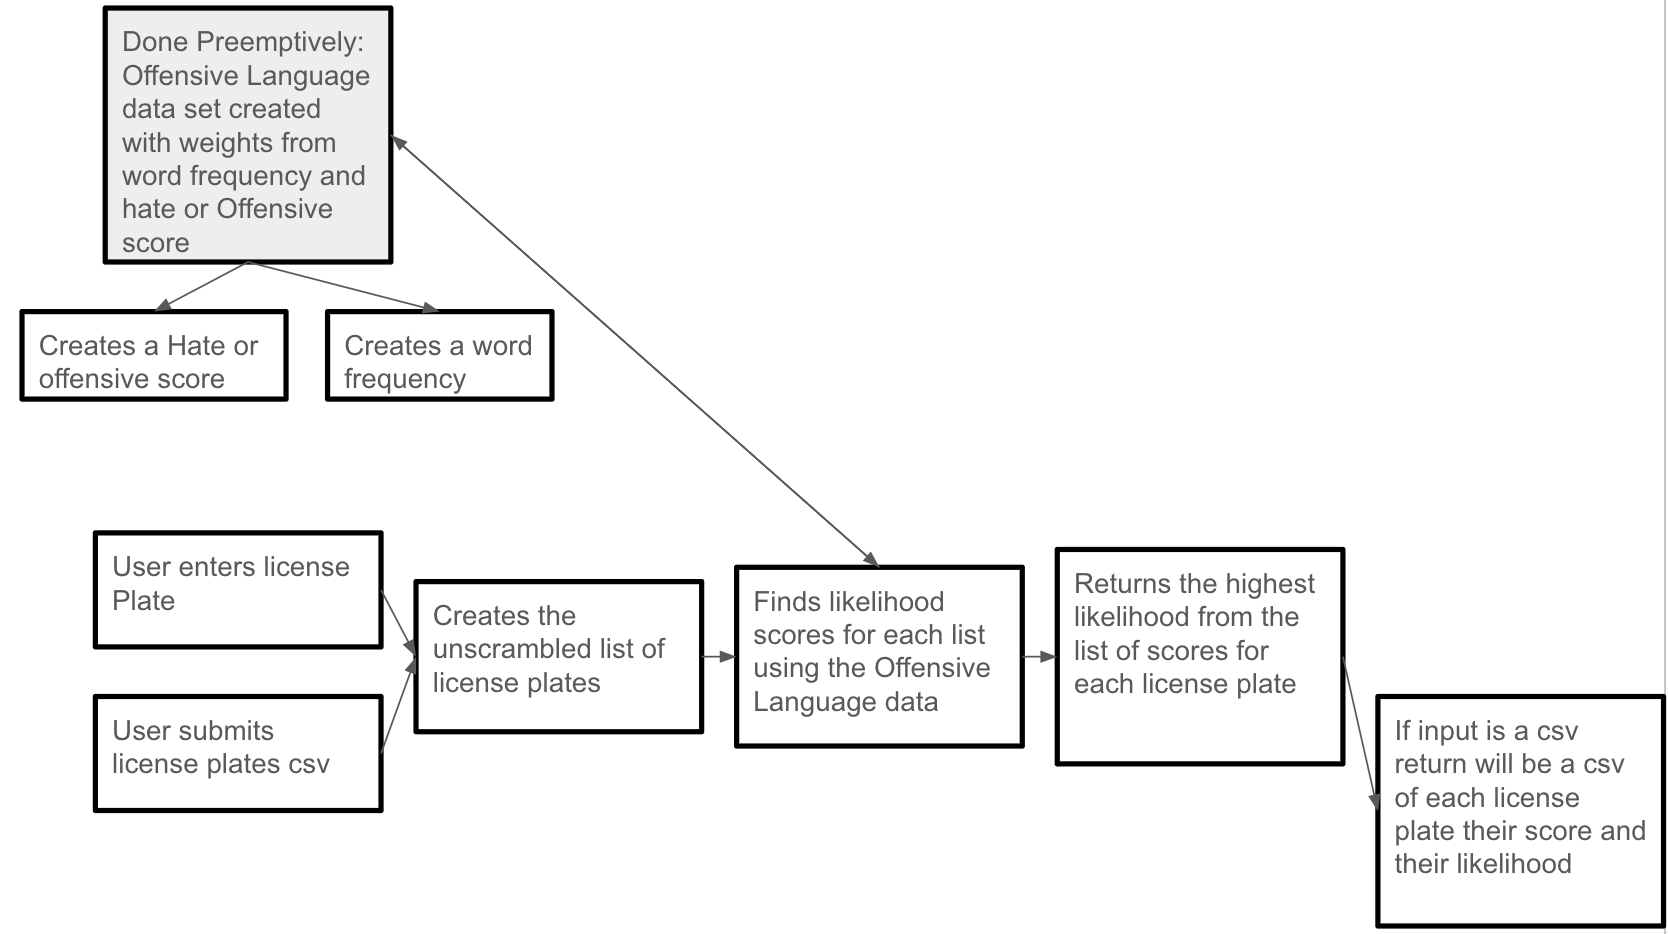 Done Preemptively:
Offensive Language
data set created
with weights from
word frequency and
hate or Offensive
score
Creates a Hate or
offensive score
Creates a word
frequency
User enters license
Plate
User submits
license plates csv
Creates the
unscrambled list of
license plates
Finds likelihood
scores for each list
using the Offensive
Language data
Returns the highest
likelihood from the
list of scores for
each license plate
If input is a csv
return will be a csv
of each license
plate their score and
their likelihood